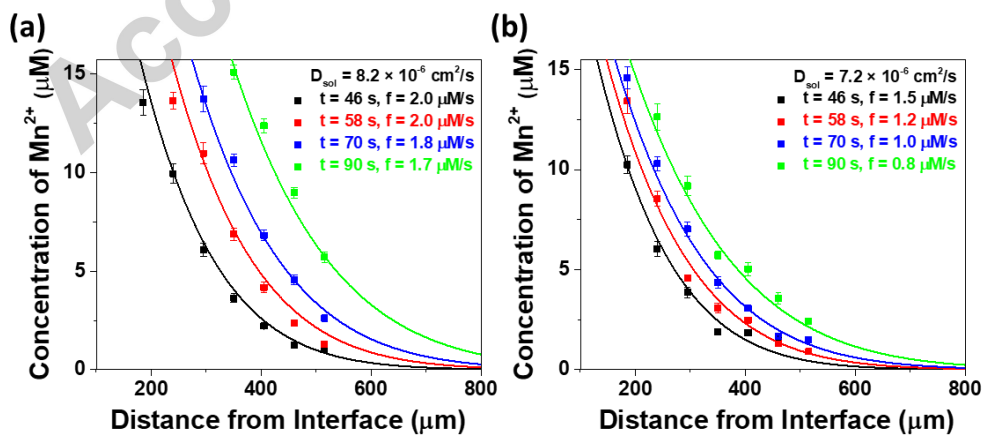 (a)
Acc
Concentration of Mn²⁺ (μM)
15
10
5
0
D_sol = 8.2 × 10⁻⁶ cm²/s
t = 46 s, f = 2.0 μM/s
t = 58 s, f = 2.0 μM/s
t = 70 s, f = 1.8 μM/s
t = 90 s, f = 1.7 μM/s
200 400 600 800
Distance from Interface (μm)
(b)
Concentration of Mn²⁺ (μM)
15
10
5
0
D_sol = 7.2 × 10⁻⁶ cm²/s
t = 46 s, f = 1.5 μM/s
t = 58 s, f = 1.2 μM/s
t = 70 s, f = 1.0 μM/s
t = 90 s, f = 0.8 μM/s
200 400 600 800
Distance from Interface (μm)